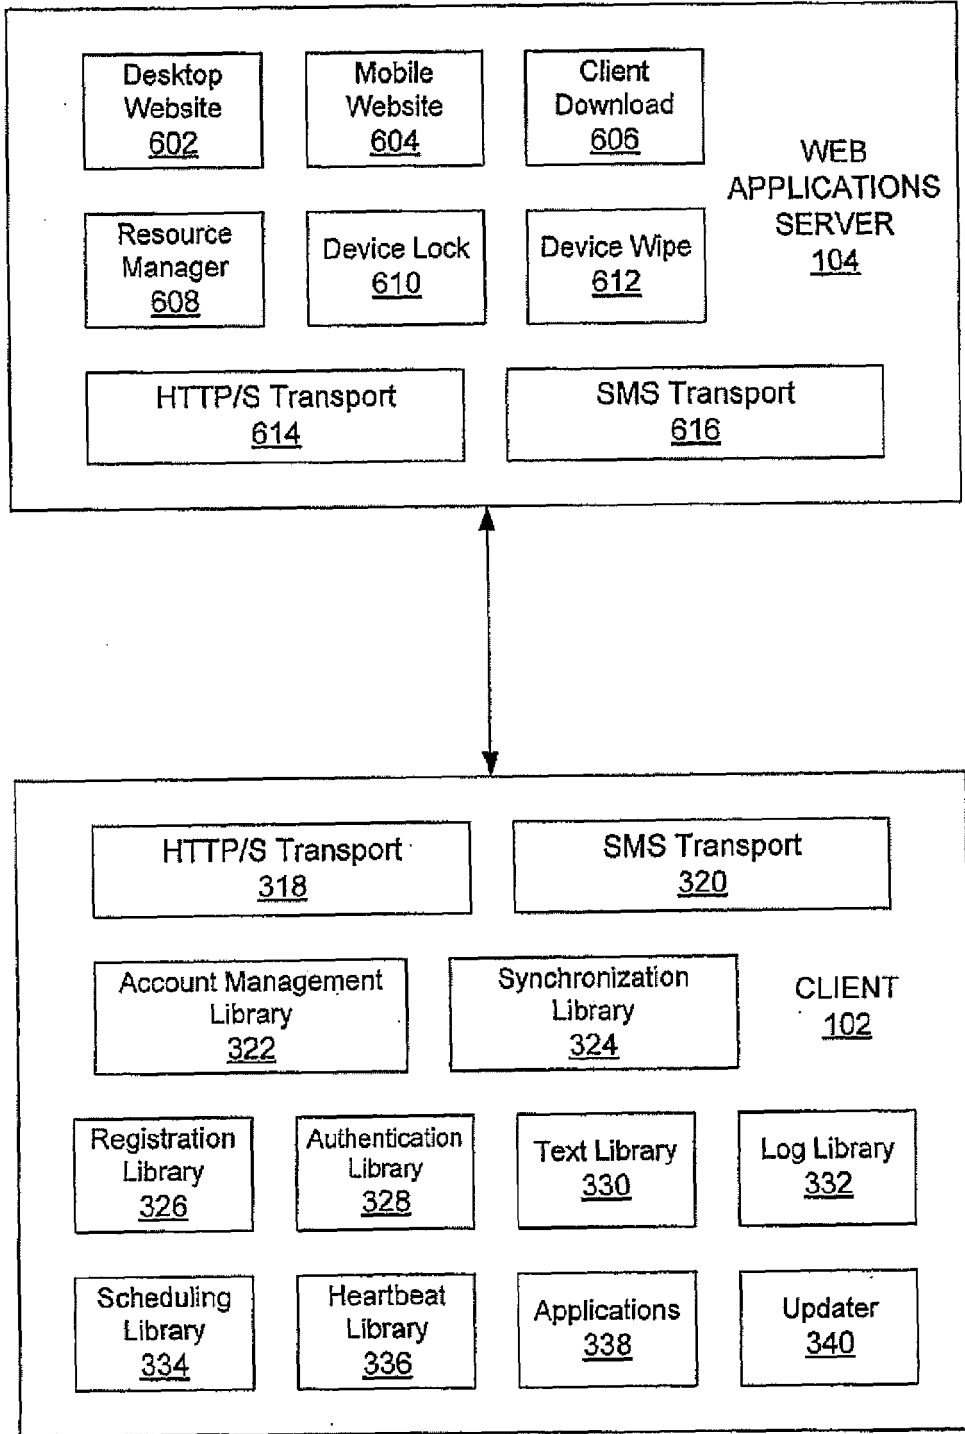 Desktop
Website
602
Mobile
Website
604
Client
Download
606
WEB
APPLICATIONS
SERVER
104
Resource
Manager
608
Device Lock
610
Device Wipe
612
HTTP/S Transport
614
SMS Transport
616
HTTP/S Transport
318
SMS Transport
320
Account Management
Library
322
Synchronization
Library
324
CLIENT
102
Registration
Library
326
Authentication
Library
328
Text Library
330
Log Library
332
Scheduling
Library
334
Heartbeat
Library
336
Applications
338
Updater
340